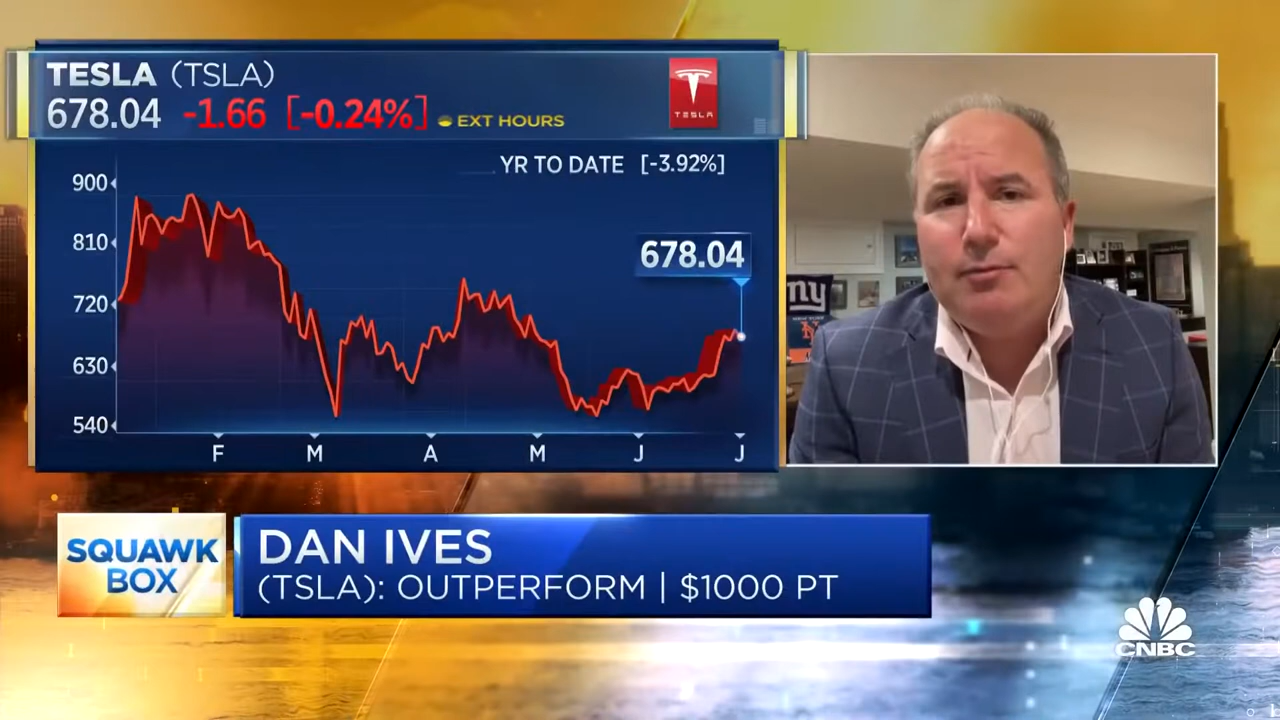 TESLA (TSLA)
678.04 -1.66 [-0.24%] EXT HOURS
TESLA
YR TO DATE [-3.92%]
900
810
720
630
540
678.04
F M A M J J
ny
SQUAWK
BOX
DAN IVES
(TSLA): OUTPERFORM | $1000 PT
CNBC